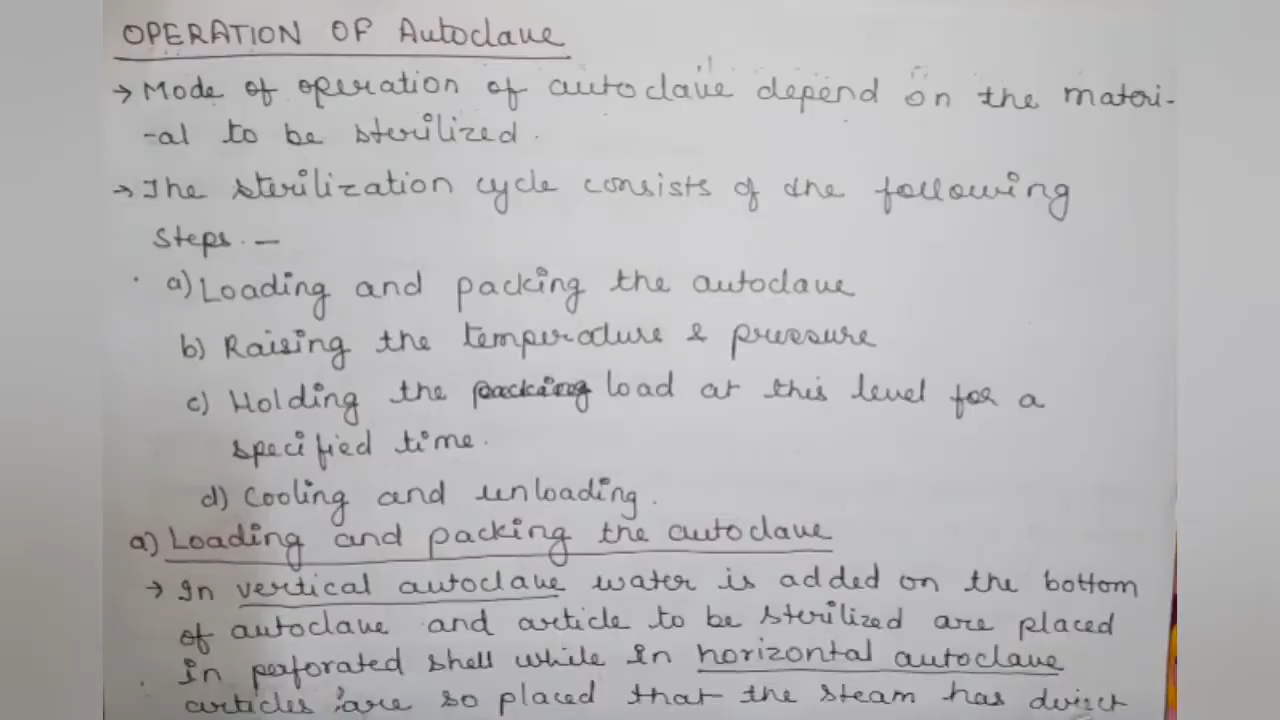 OPERATION OF Autoclave
→ Mode of operation of autoclave depend on the materi-
-al to be sterilized.
→ The sterilization cycle consists of the following
steps. —
a) Loading and packing the autoclave
b) Raising the temperature & pressure
c) Holding the load at this level for a
specified time.
d) Cooling and unloading.
a) Loading and packing the autoclave
→ In vertical autoclave water is added on the bottom
of autoclave and article to be sterilized are placed
in perforated shell while in horizontal autoclave
articles are so placed that the steam has direct